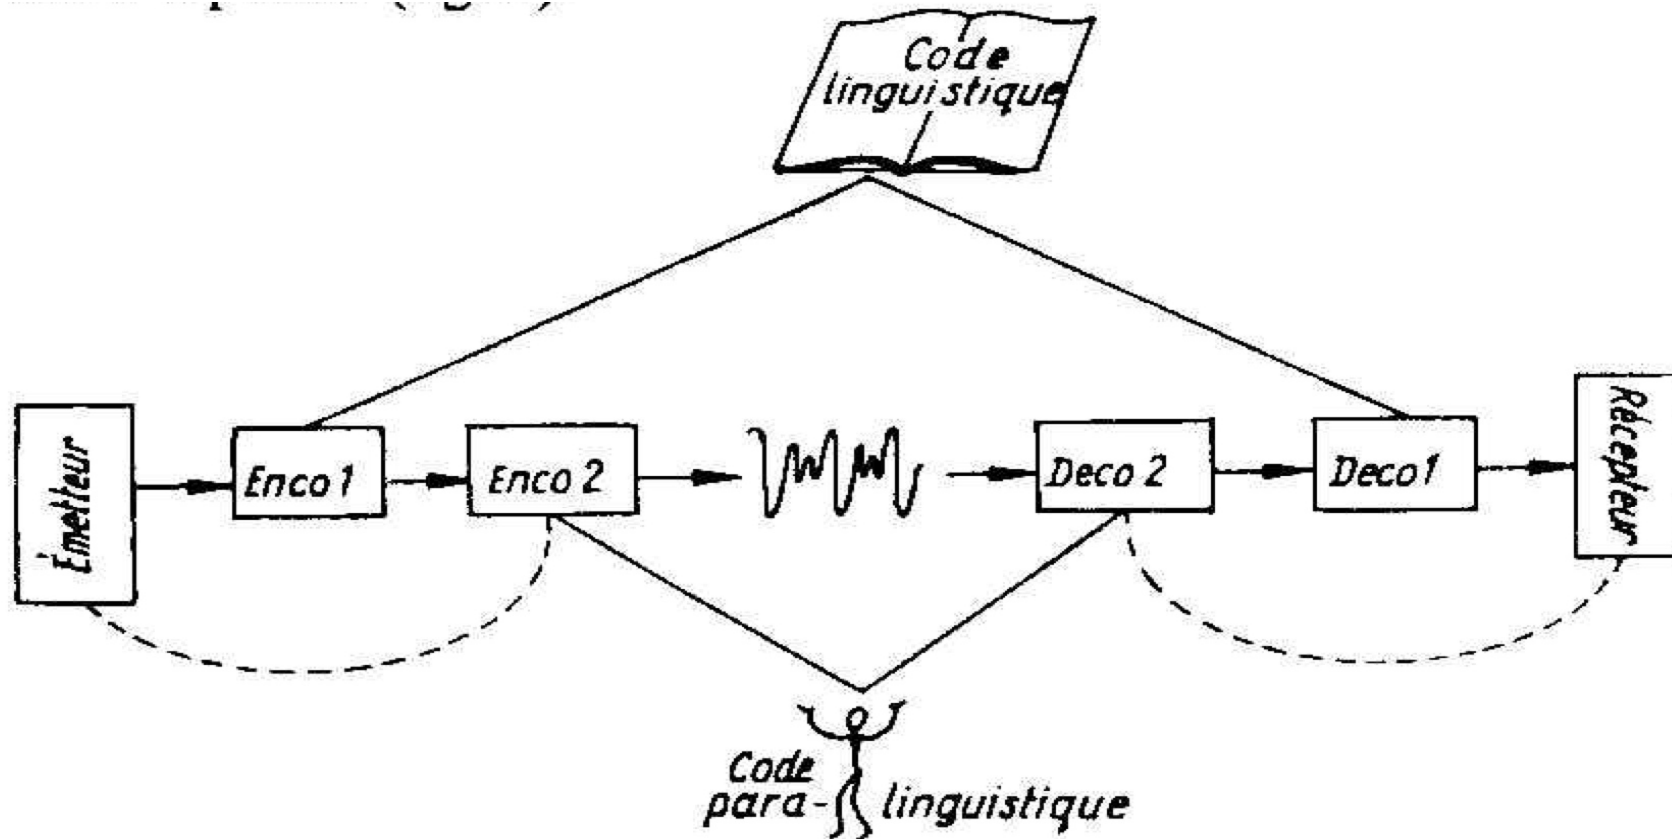 Code
linguistique
Émetteur
Enco 1
Enco 2
Deco 2
Deco 1
Récepteur
Code
para-linguistique